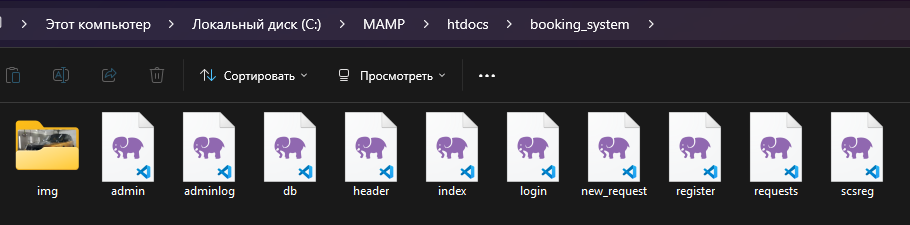 Этот компьютер > Локальный диск (C:) > MAMP > htdocs > booking_system >
Сортировать Просмотреть
img admin adminlog db header index login new_request register requests scsreg